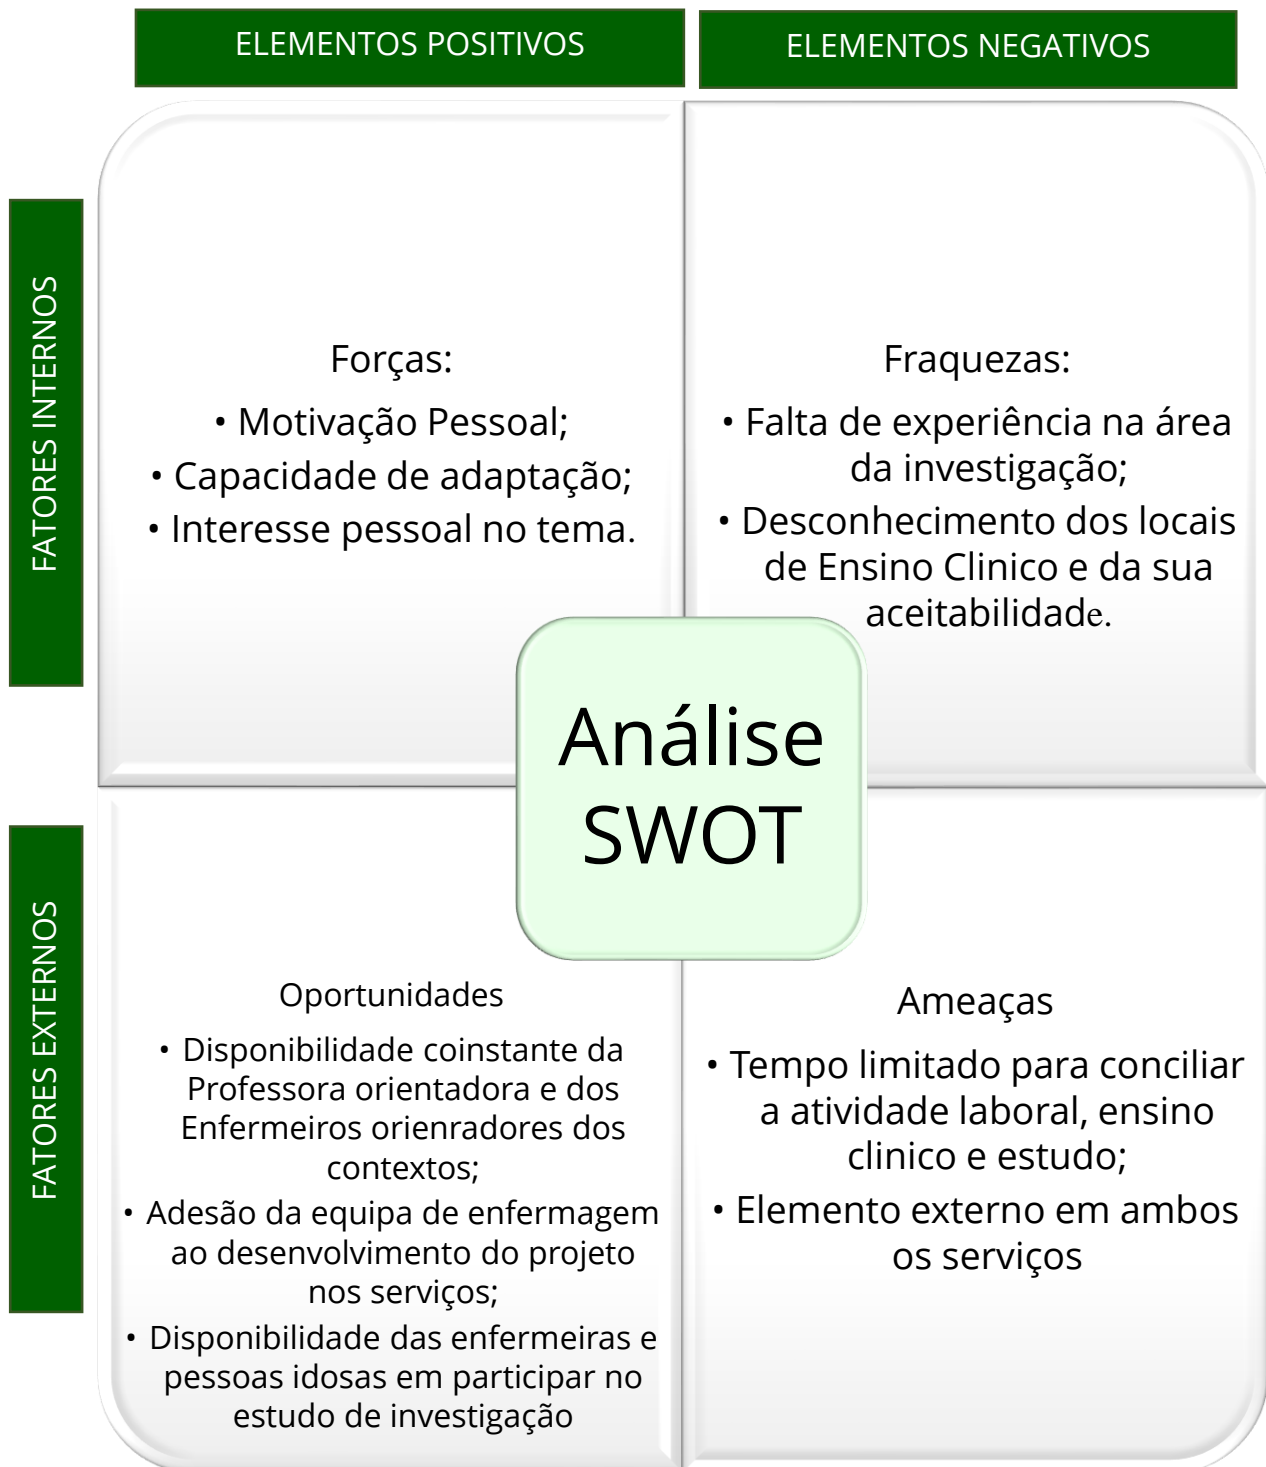 ELEMENTOS POSITIVOS
ELEMENTOS NEGATIVOS
FATORES INTERNOS
Forças:
• Motivação Pessoal;
• Capacidade de adaptação;
• Interesse pessoal no tema.
Fraquezas:
• Falta de experiência na área
da investigação;
• Desconhecimento dos locais
de Ensino Clinico e da sua
aceitabilidade.
Análise
SWOT
FATORES EXTERNOS
Oportunidades
• Disponibilidade coinstante da
Professora orientadora e dos
Enfermeiros orienradores dos
contextos;
• Adesão da equipa de enfermagem
ao desenvolvimento do projeto
nos serviços;
• Disponibilidade das enfermeiras e
pessoas idosas em participar no
estudo de investigação
Ameaças
• Tempo limitado para conciliar
a atividade laboral, ensino
clinico e estudo;
• Elemento externo em ambos
os serviços